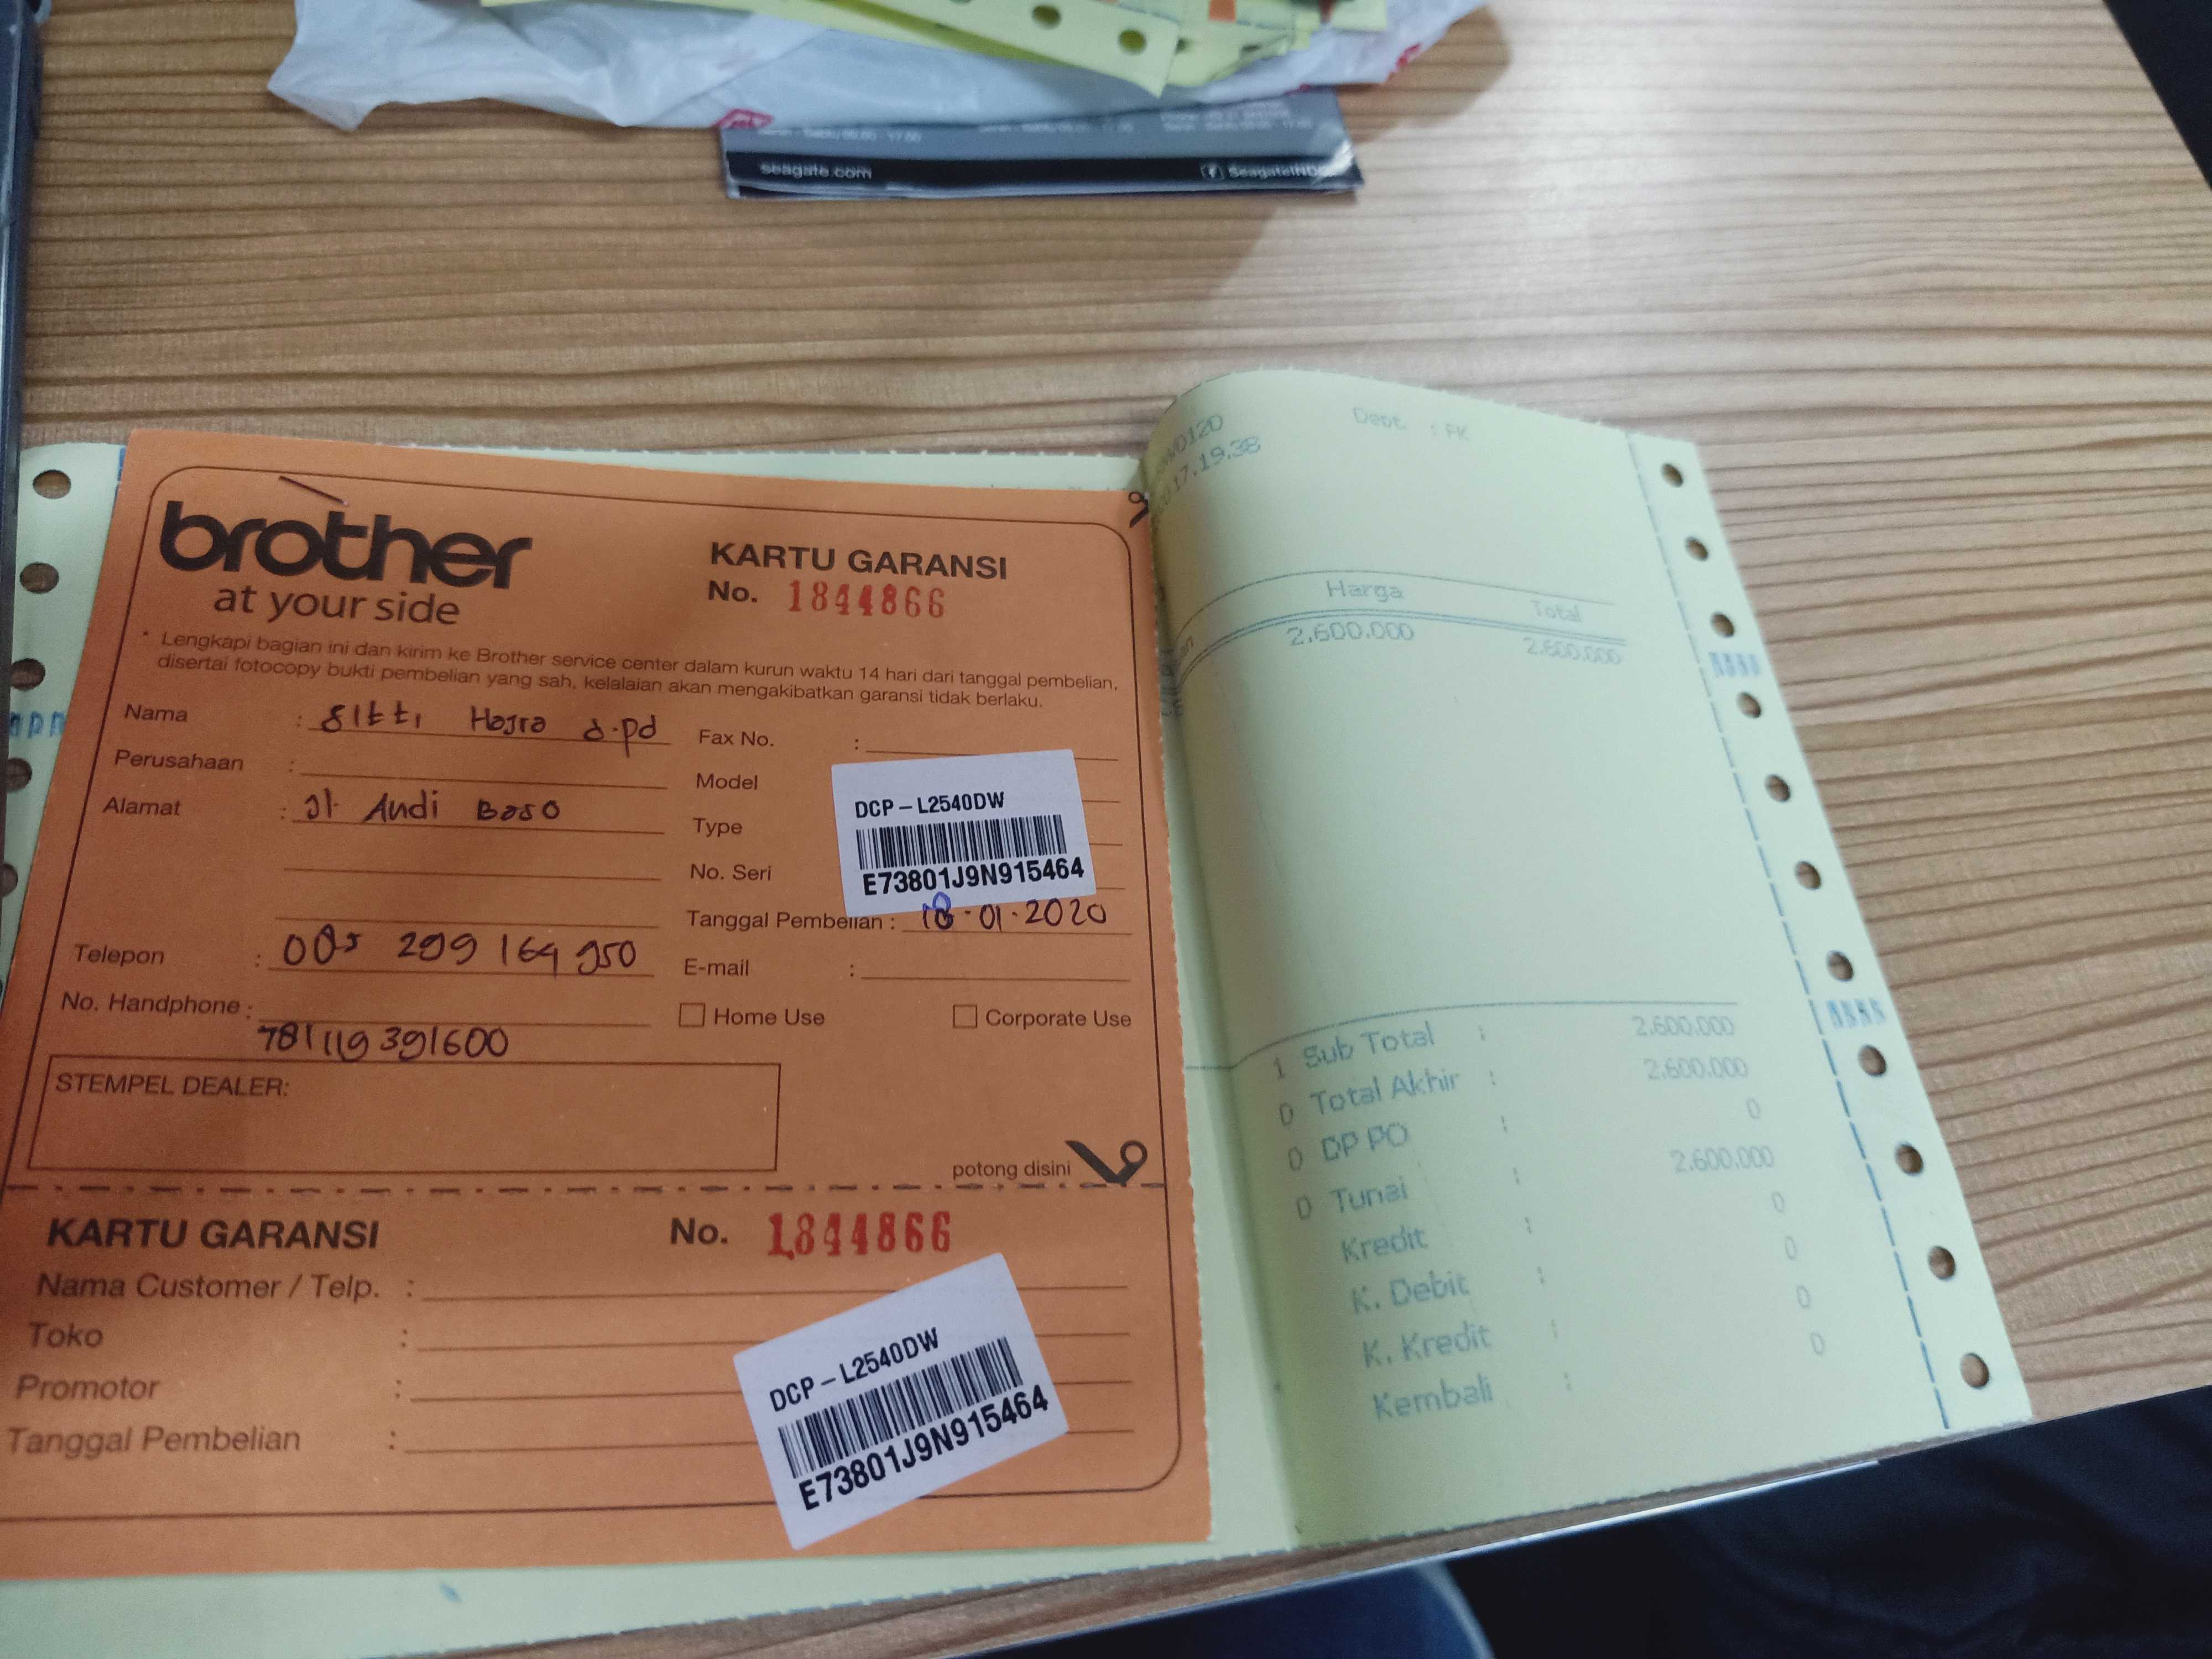 seagate.com
brother
at your side
KARTU GARANSI
No. 1844866
* Lengkapi bagian ini dan kirim ke Brother service center dalam kurun waktu 14 hari dari tanggal pembelian,
disertai fotocopy bukti pembelian yang sah, kelalaian akan mengakibatkan garansi tidak berlaku.
Nama : Sitti Hajra S.pd
Perusahaan :
Alamat : Jl. Andi Baso
Telepon : 085 299 164 950
No. Handphone :
781119391600
Fax No. :
Model
Type
No. Seri
DCP – L2540DW
E73801J9N915464
Tanggal Pembelian : 18-01-2020
E-mail :
Home Use Corporate Use
STEMPEL DEALER:
potong disini
KARTU GARANSI No. 1844866
Nama Customer / Telp. :
Toko :
Promotor :
Tanggal Pembelian :
DCP – L2540DW
E73801J9N915464
Dept. : FK
17.19.38
Harga Total
2.600.000 2.600.000
1 Sub Total : 2.600.000
0 Total Akhir : 2.600.000
0 DP PO : 0
0 Tunai : 2.600.000
Kredit : 0
K. Debit : 0
K. Kredit : 0
Kembali : 0